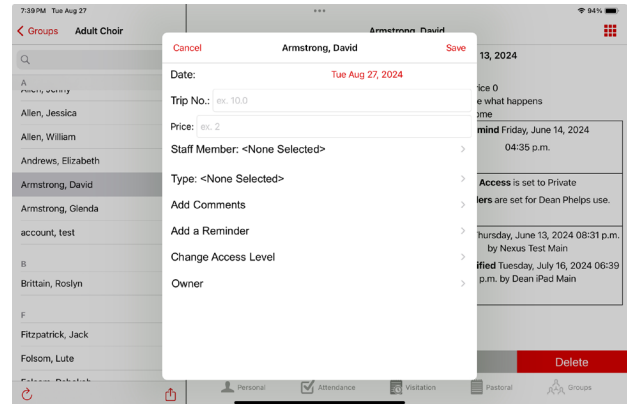 7:39 PM Tue Aug 27
94%
Groups Adult Choir
Armstrong, David
A
Allen, Jenny
Allen, Jessica
Allen, William
Andrews, Elizabeth
Armstrong, David
Armstrong, Glenda
account, test
B
Brittain, Roslyn
F
Fitzpatrick, Jack
Folsom, Lute
Folsom, Rebekah
Cancel Armstrong, David Save
Date: Tue Aug 27, 2024
Trip No.: ex. 10.0
Price: ex. 2
Staff Member: <None Selected>
Type: <None Selected>
Add Comments
Add a Reminder
Change Access Level
Owner
13, 2024
rice 0
e what happens
ome
mind Friday, June 14, 2024
04:35 p.m.
Access is set to Private
lers are set for Dean Phelps use.
Thursday, June 13, 2024 08:31 p.m.
by Nexus Test Main
ified Tuesday, July 16, 2024 06:39
p.m. by Dean iPad Main
Delete
Personal Attendance Visitation Pastoral Groups